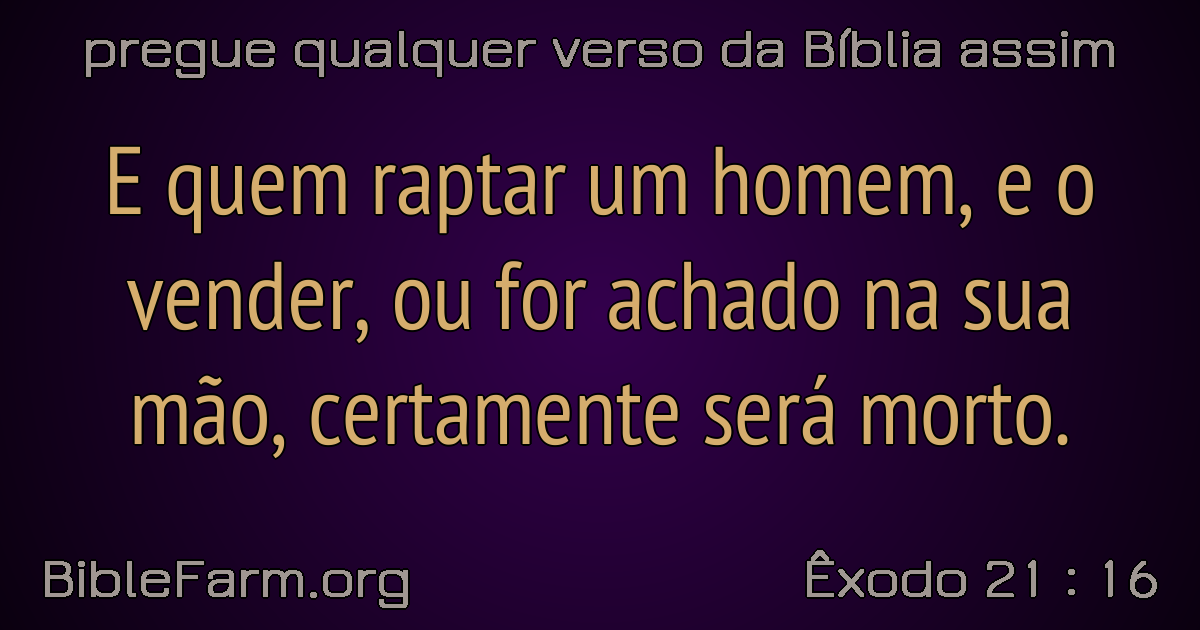 pregue qualquer verso da Bíblia assim
E quem raptar um homem, e o
vender, ou for achado na sua
mão, certamente será morto.
BibleFarm.org
Êxodo 21 : 16